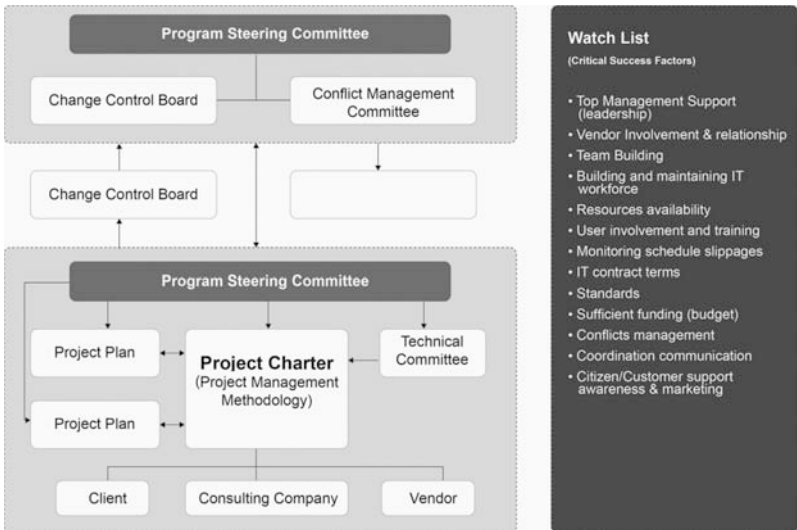 Program Steering Committee
Change Control Board
Conflict Management
Committee
Change Control Board
Program Steering Committee
Project Plan
Project Charter
(Project Management
Methodology)
Technical
Committee
Project Plan
Client
Consulting Company
Vendor
Watch List
(Critical Success Factors)
• Top Management Support
(leadership)
• Vendor Involvement & relationship
• Team Building
• Building and maintaining IT
workforce
• Resources availability
• User involvement and training
• Monitoring schedule slippages
• IT contract terms
• Standards
• Sufficient funding (budget)
• Conflicts management
• Coordination communication
• Citizen/Customer support
awareness & marketing